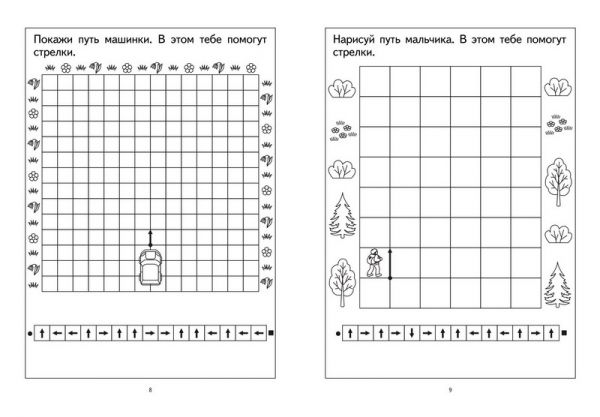 Покажи путь машинки. В этом тебе помогут
стрелки.
8
Нарисуй путь мальчика. В этом тебе помогут
стрелки.
9